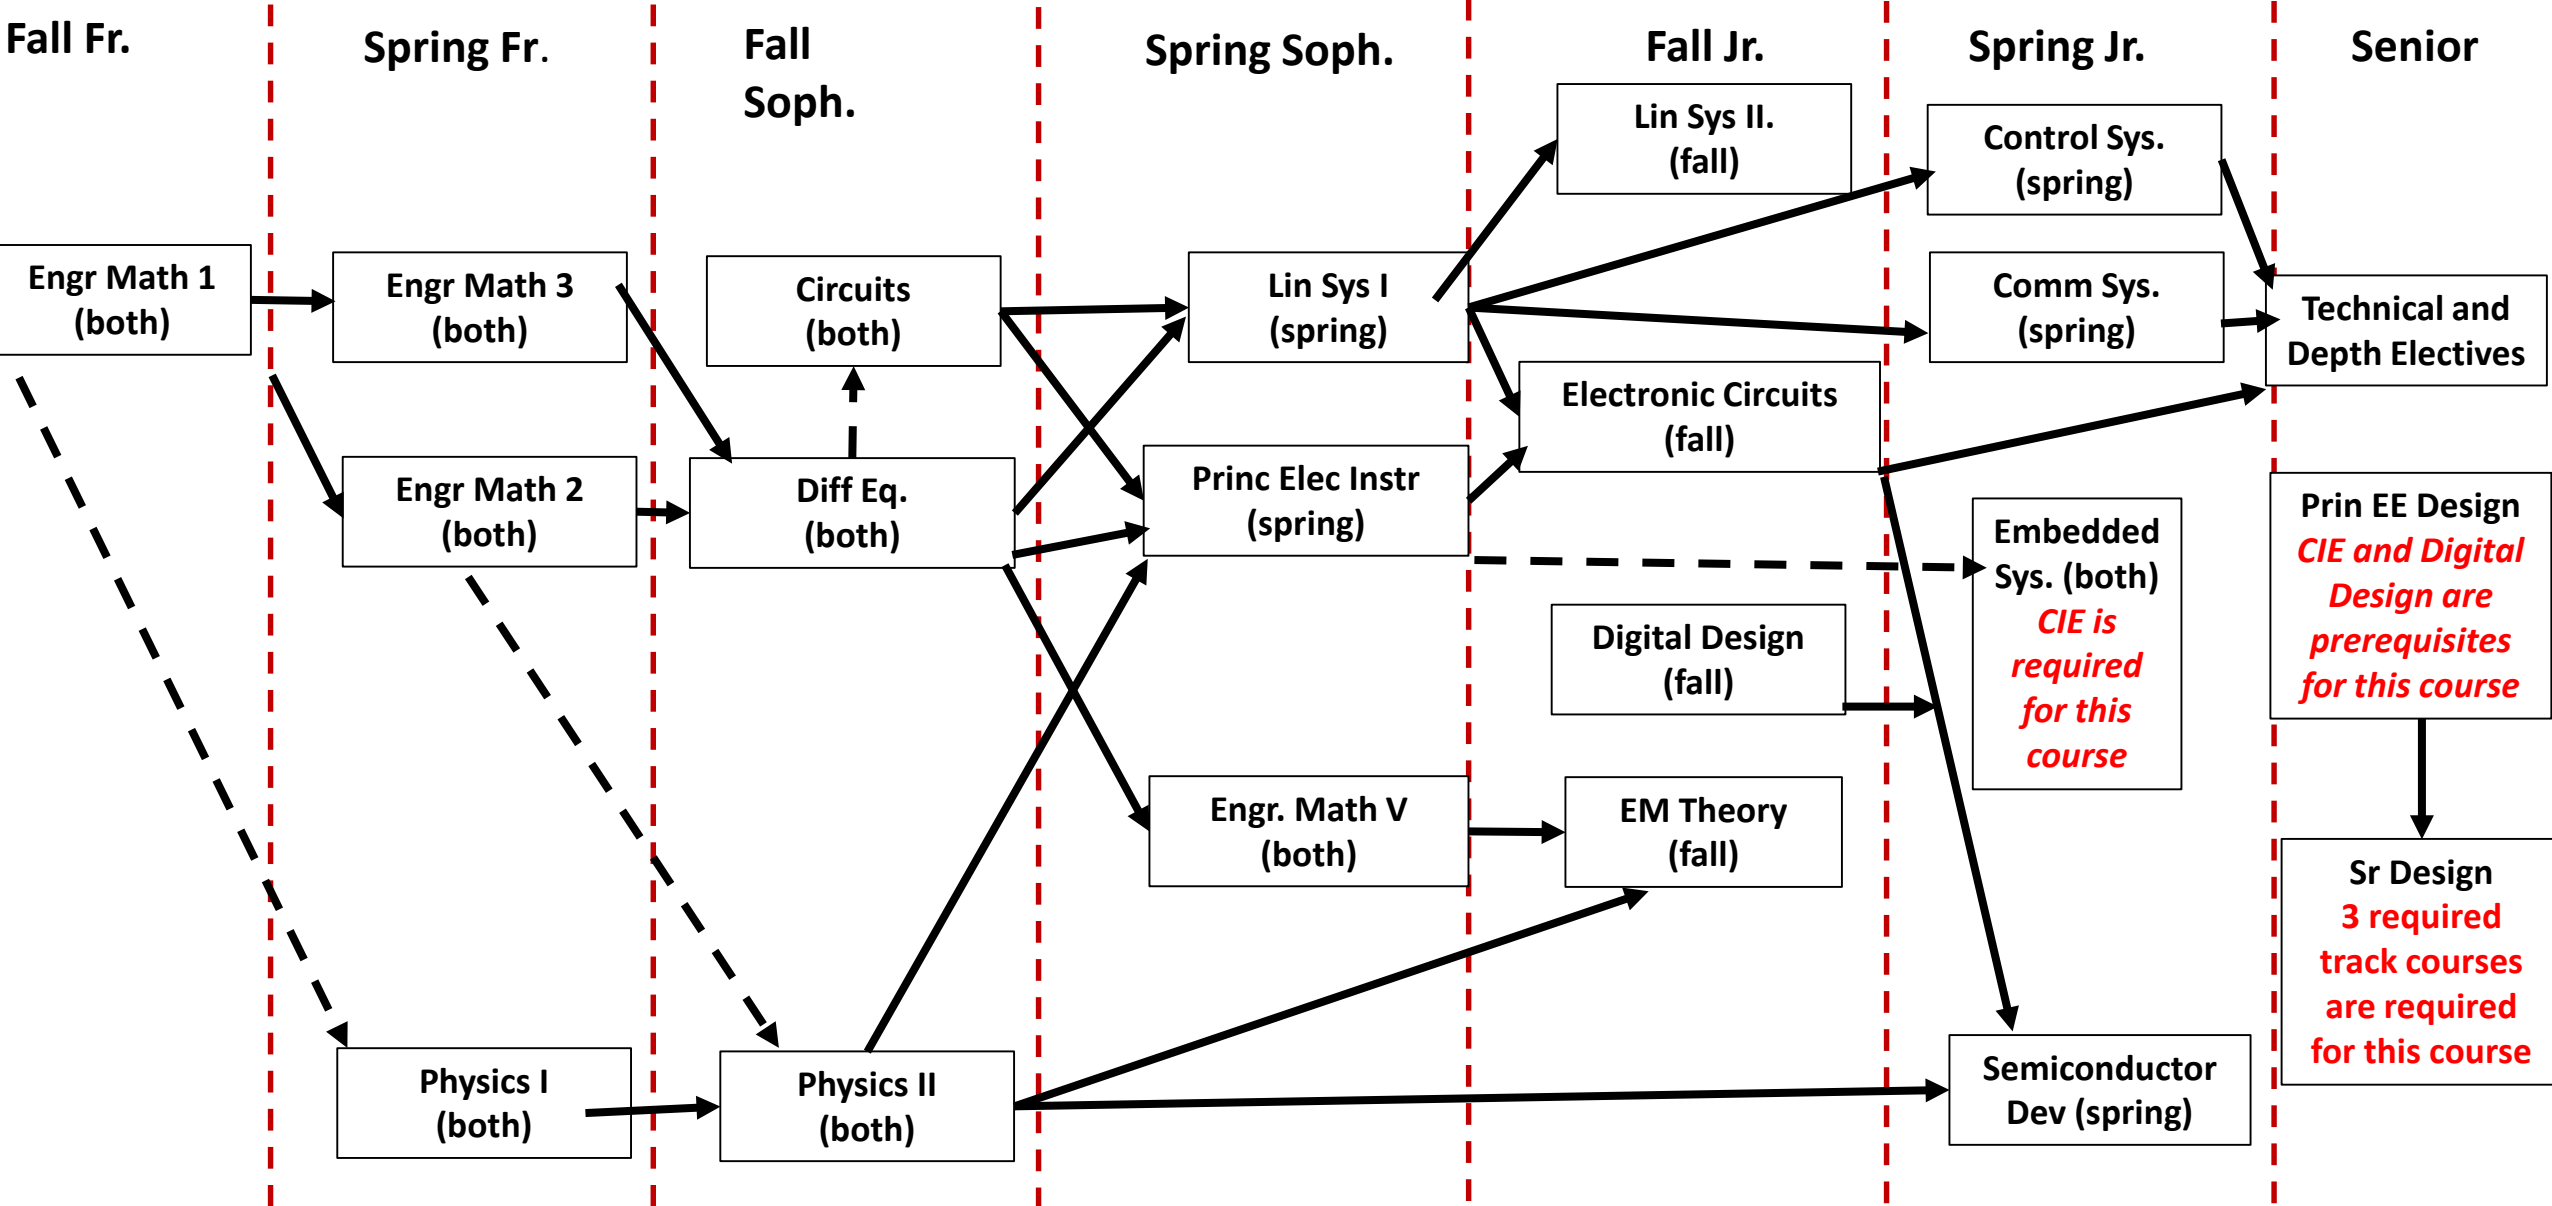 Fall Fr.
Spring Fr.
Fall
Soph.
Spring Soph.
Fall Jr.
Spring Jr.
Senior
Engr Math 1
(both)
Engr Math 3
(both)
Engr Math 2
(both)
Physics I
(both)
Circuits
(both)
Diff Eq.
(both)
Physics II
(both)
Lin Sys I
(spring)
Princ Elec Instr
(spring)
Engr. Math V
(both)
Lin Sys II.
(fall)
Electronic Circuits
(fall)
Digital Design
(fall)
EM Theory
(fall)
Control Sys.
(spring)
Comm Sys.
(spring)
Embedded
Sys. (both)
CIE is
required
for this
course
Semiconductor
Dev (spring)
Technical and
Depth Electives
Prin EE Design
CIE and Digital
Design are
prerequisites
for this course
Sr Design
3 required
track courses
are required
for this course